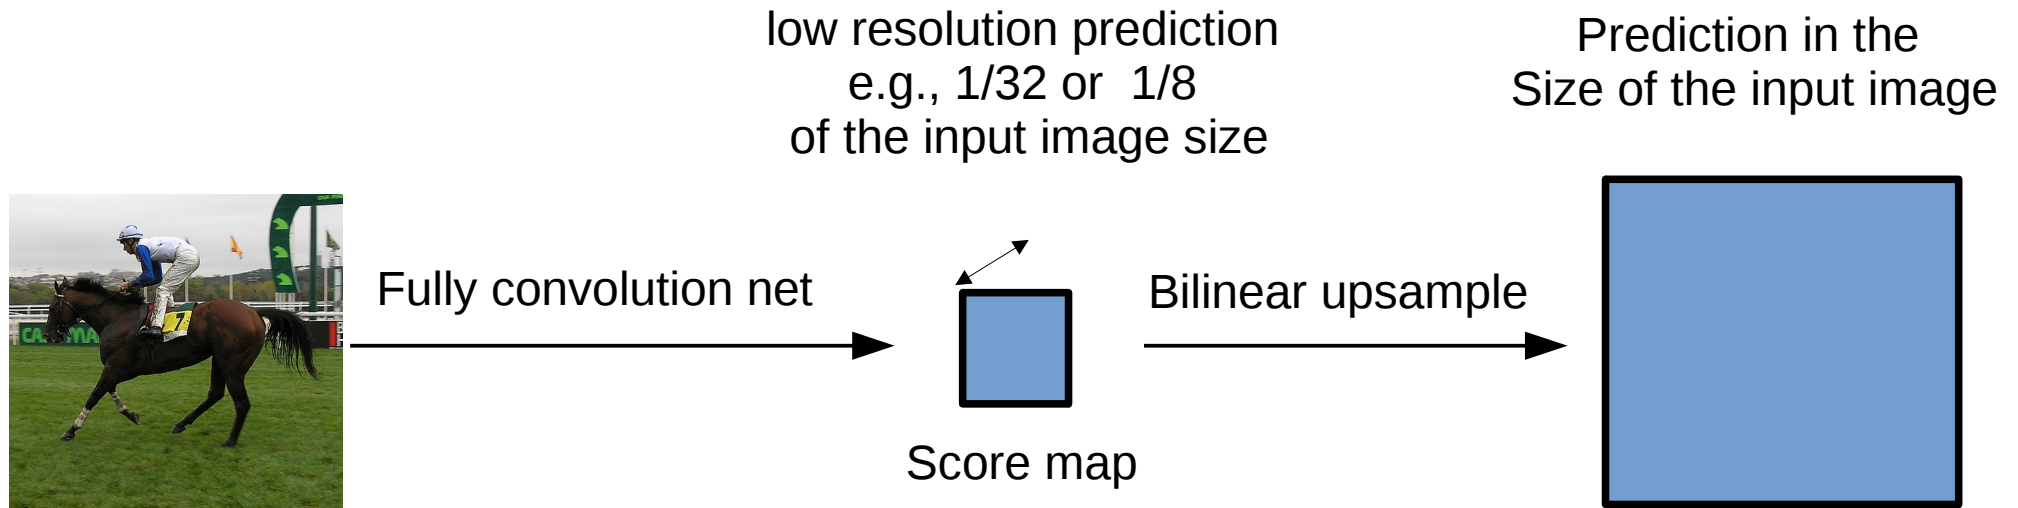 low resolution prediction
e.g., 1/32 or  1/8
of the input image size
Prediction in the
Size of the input image
Fully convolution net
Bilinear upsample
Score map
7